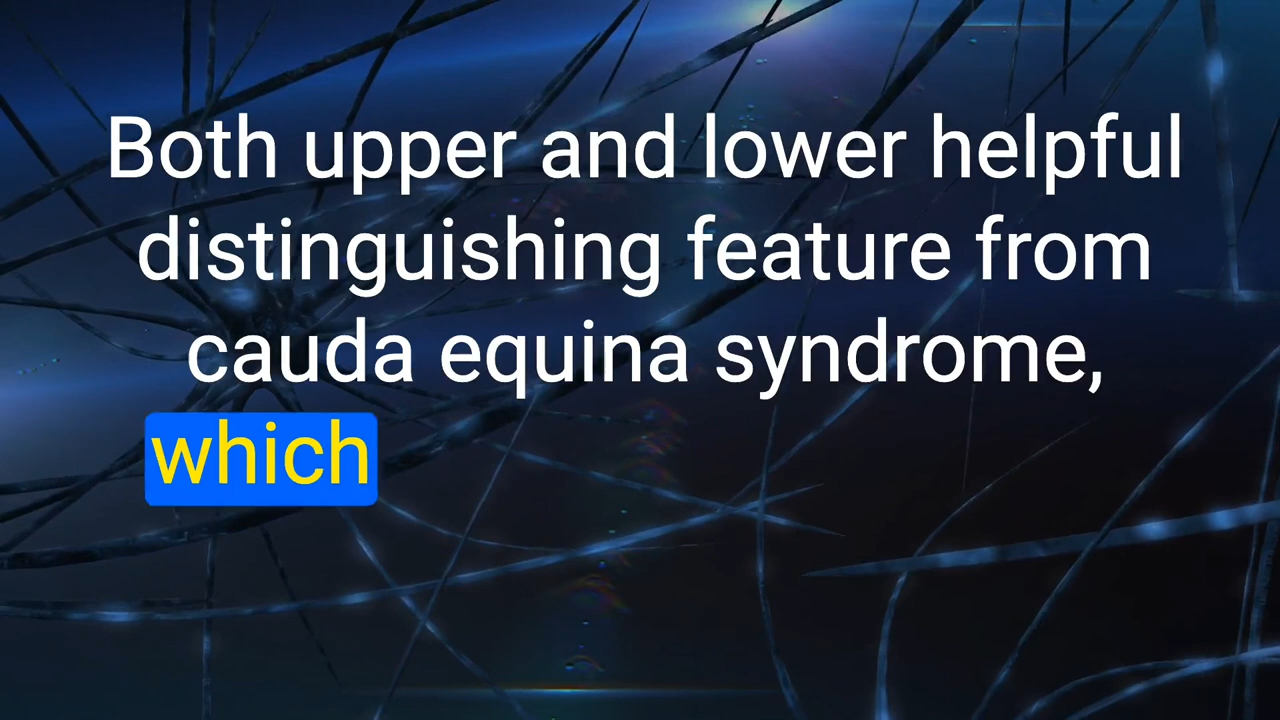 Both upper and lower helpful
distinguishing feature from
cauda equina syndrome,
which